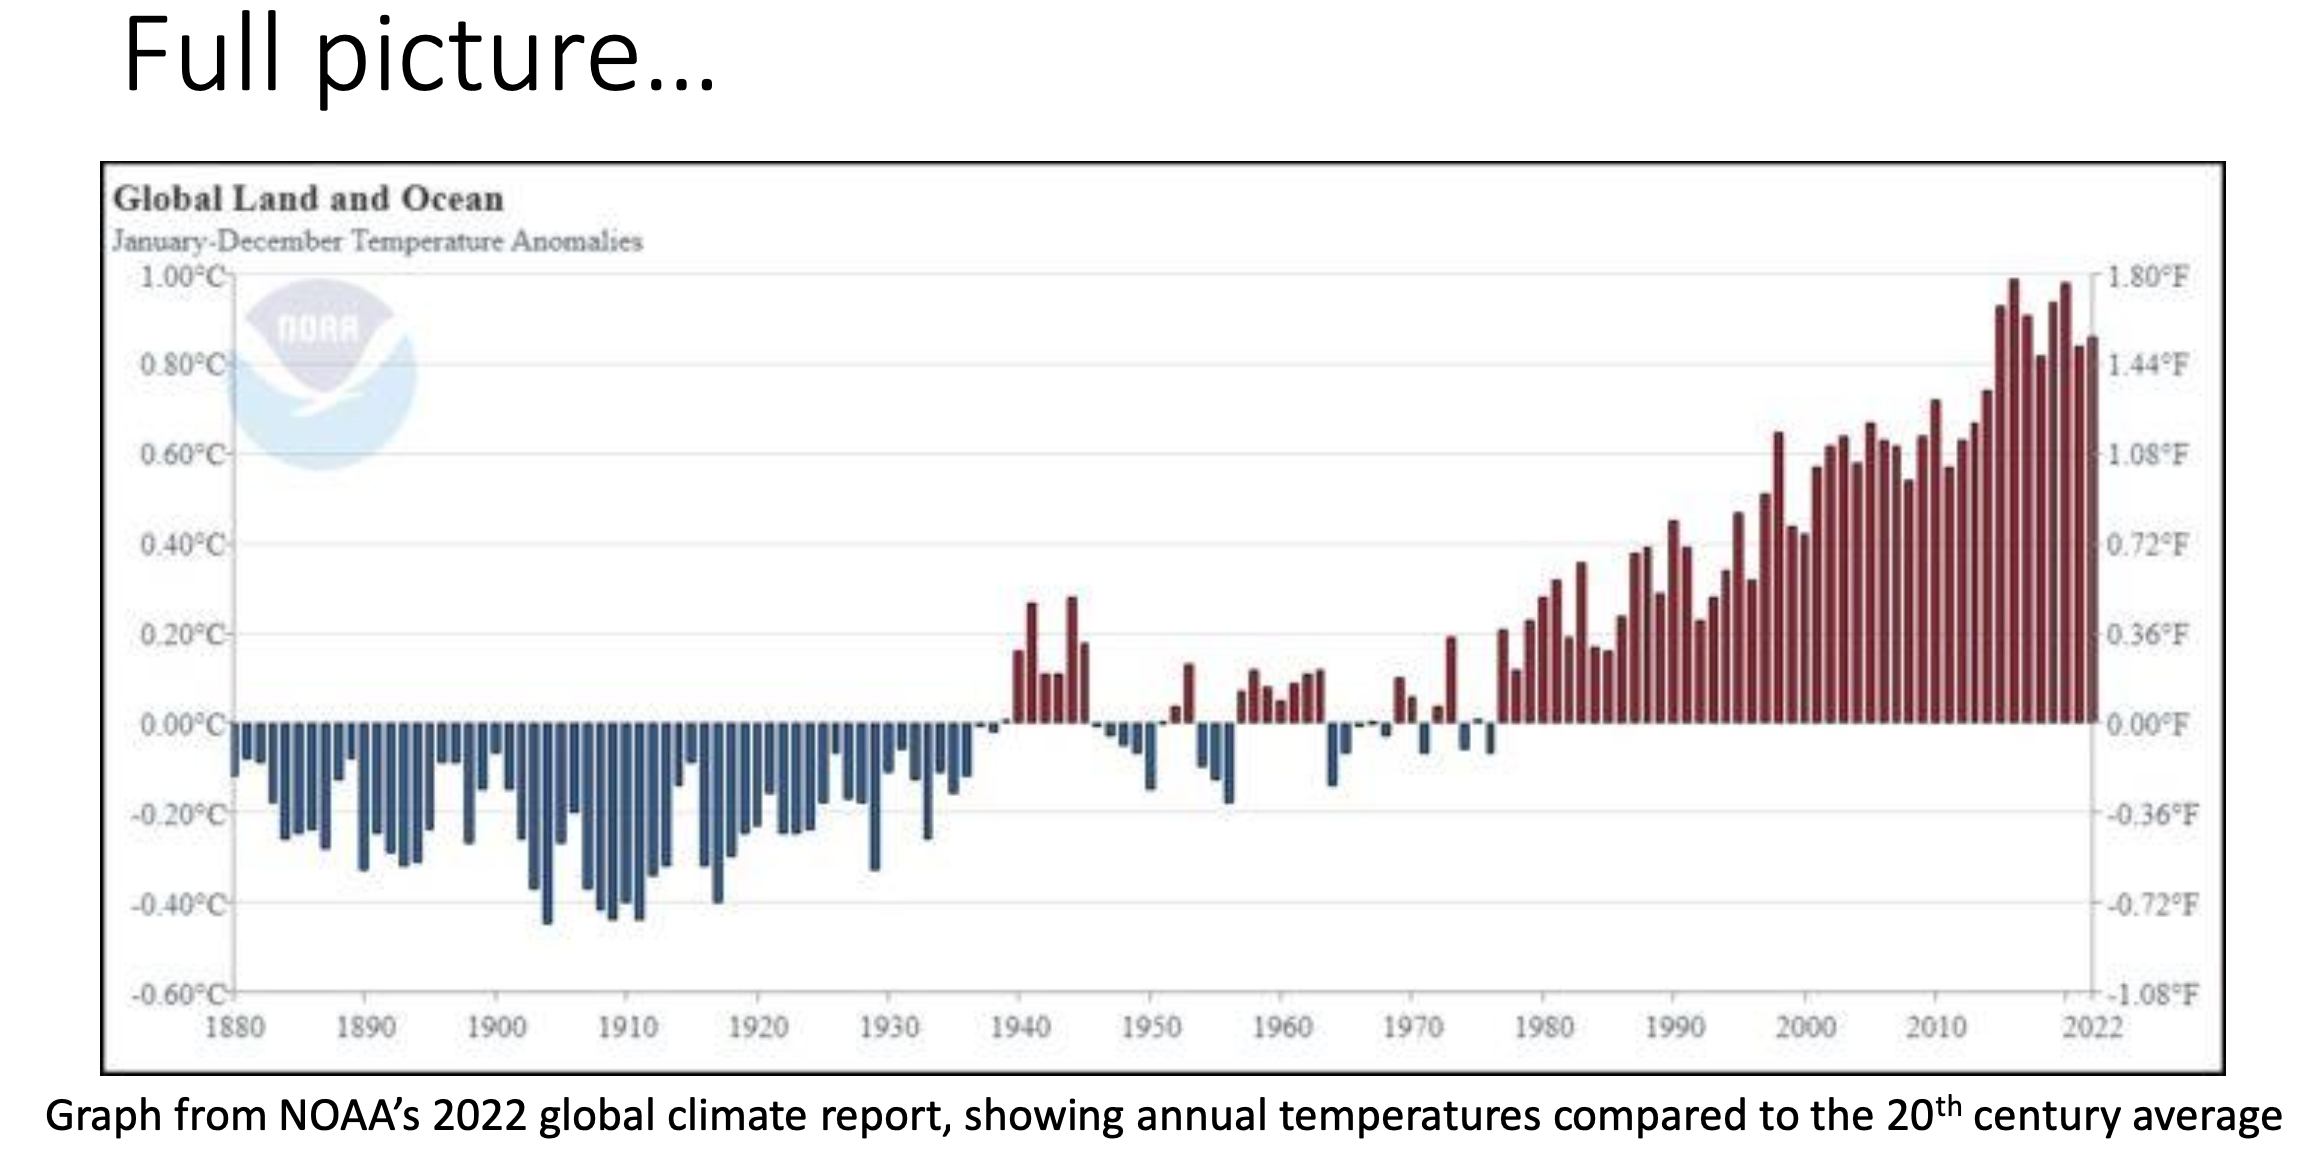 Full picture...
Global Land and Ocean
January-December Temperature Anomalies
1.00°C 1.80°F
NOAA
0.80°C 1.44°F
0.60°C 1.08°F
0.40°C 0.72°F
0.20°C 0.36°F
0.00°C 0.00°F
-0.20°C -0.36°F
-0.40°C -0.72°F
-0.60°C -1.08°F
1880 1890 1900 1910 1920 1930 1940 1950 1960 1970 1980 1990 2000 2010 2022
Graph from NOAA’s 2022 global climate report, showing annual temperatures compared to the 20th century average